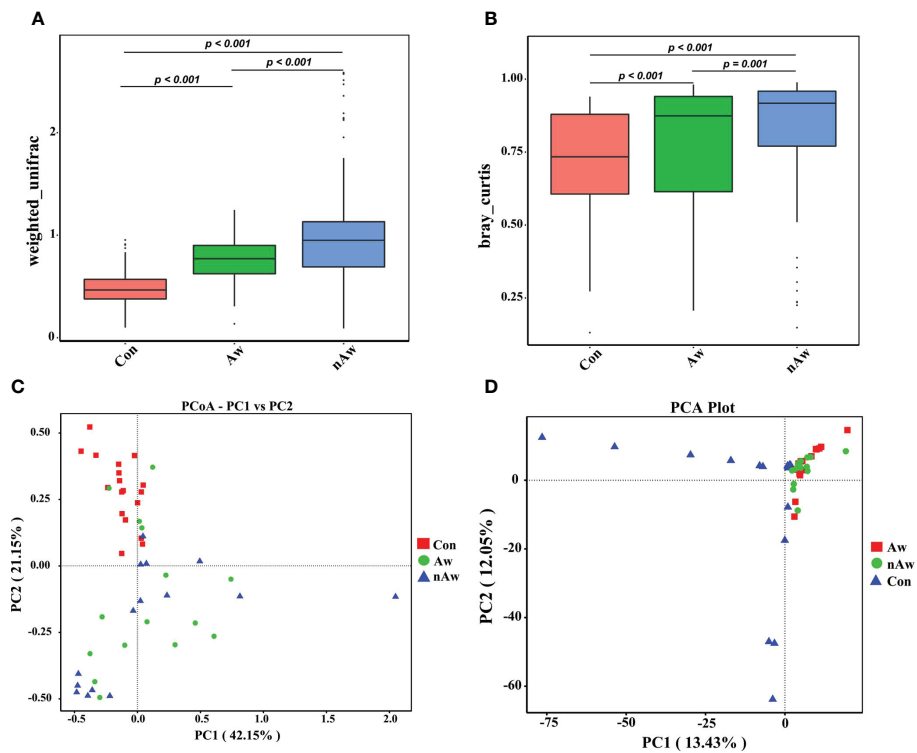 A
p < 0.001
p < 0.001
p < 0.001
weighted_unifrac
2
1
0
Con
Aw
nAw
B
p < 0.001
p < 0.001
p = 0.001
bray_curtis
1.00
0.75
0.50
0.25
Con
Aw
nAw
C
PCoA - PC1 vs PC2
PC2 ( 21.15% )
0.50
0.25
0.00
-0.25
-0.50
-0.5
0.0
0.5
1.0
1.5
2.0
PC1 ( 42.15% )
Con
Aw
nAw
D
PCA Plot
PC2 ( 12.05% )
0
-20
-40
-60
-75
-50
-25
0
PC1 ( 13.43% )
Aw
nAw
Con